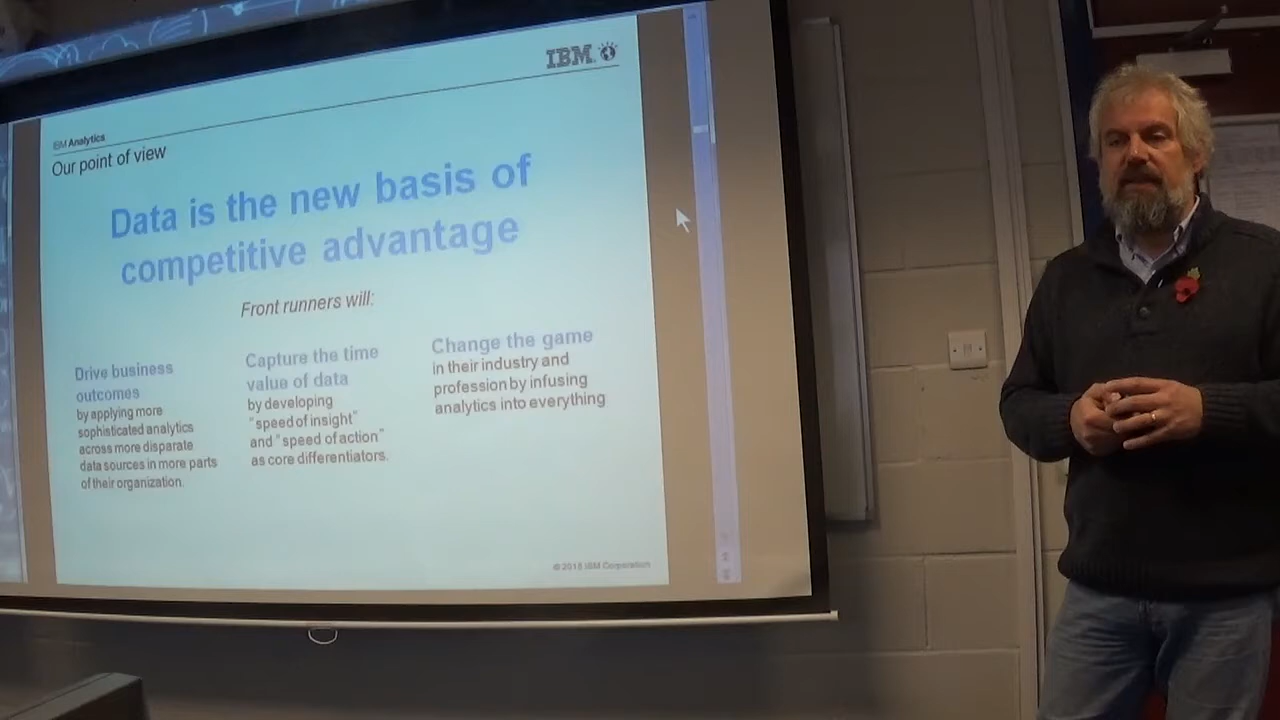 IBM
IBM Analytics
Our point of view
Data is the new basis of
competitive advantage
Front runners will:
Drive business
outcomes
by applying more
sophisticated analytics
across more disparate
data sources in more parts
of their organization.
Capture the time
value of data
by developing
"speed of insight"
and "speed of action"
as core differentiators.
Change the game
in their industry and
profession by infusing
analytics into everything
© 2015 IBM Corporation